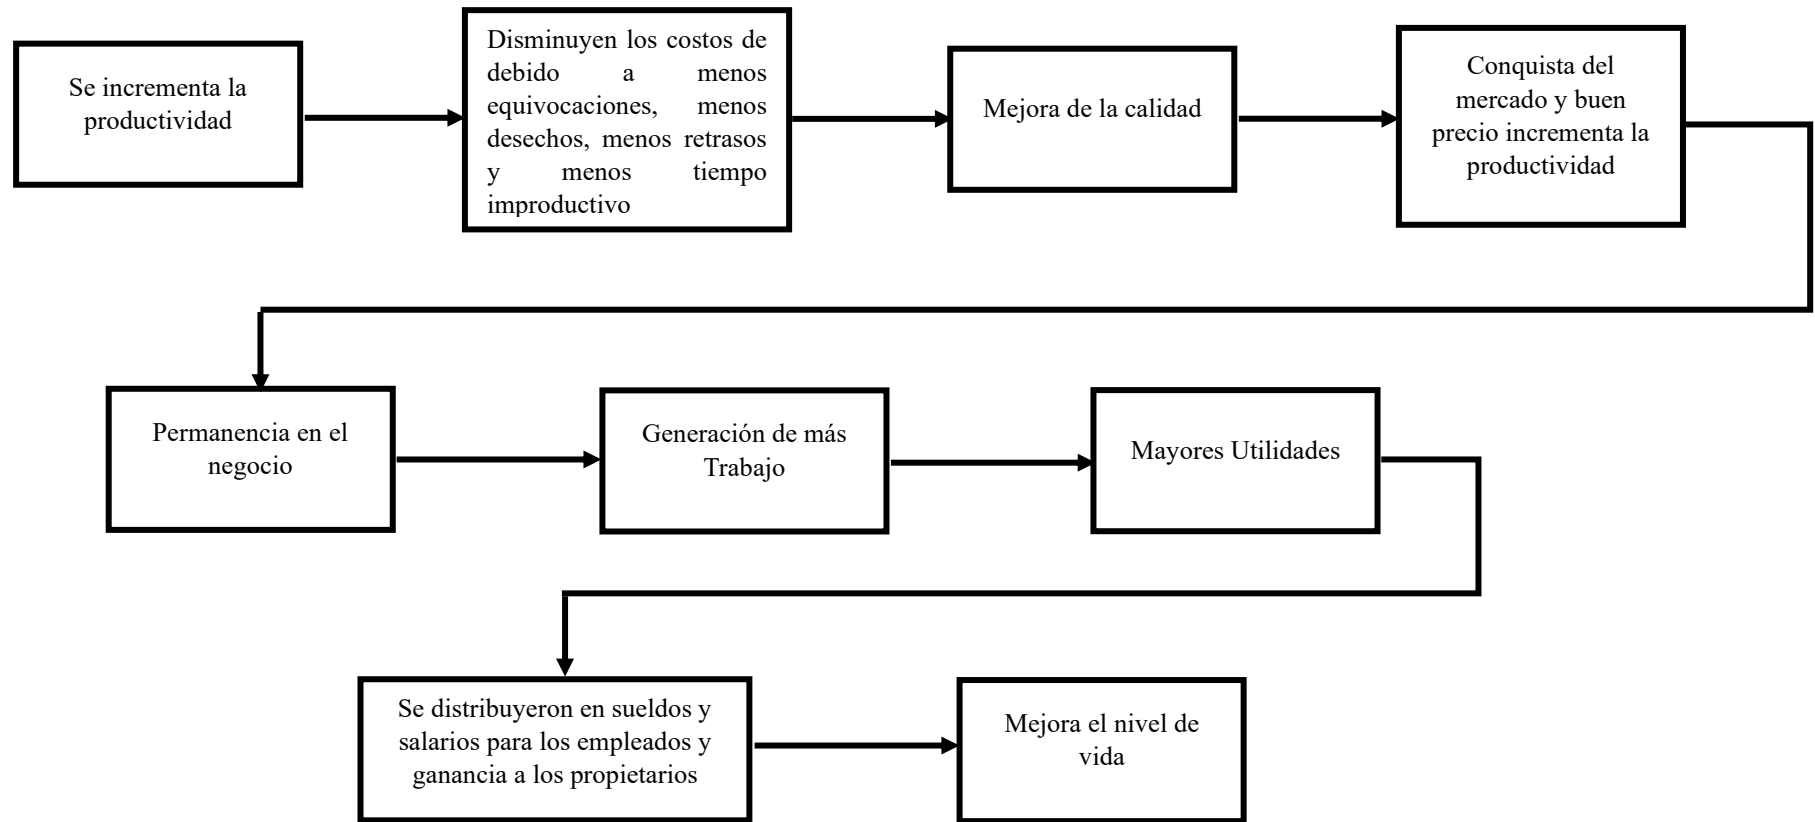 Se incrementa la
productividad
Disminuyen los costos de
debido a menos
equivocaciones, menos
desechos, menos retrasos
y menos tiempo
improductivo
Mejora de la calidad
Conquista del
mercado y buen
precio incrementa la
productividad
Permanencia en el
negocio
Generación de más
Trabajo
Mayores Utilidades
Se distribuyeron en sueldos y
salarios para los empleados y
ganancia a los propietarios
Mejora el nivel de
vida